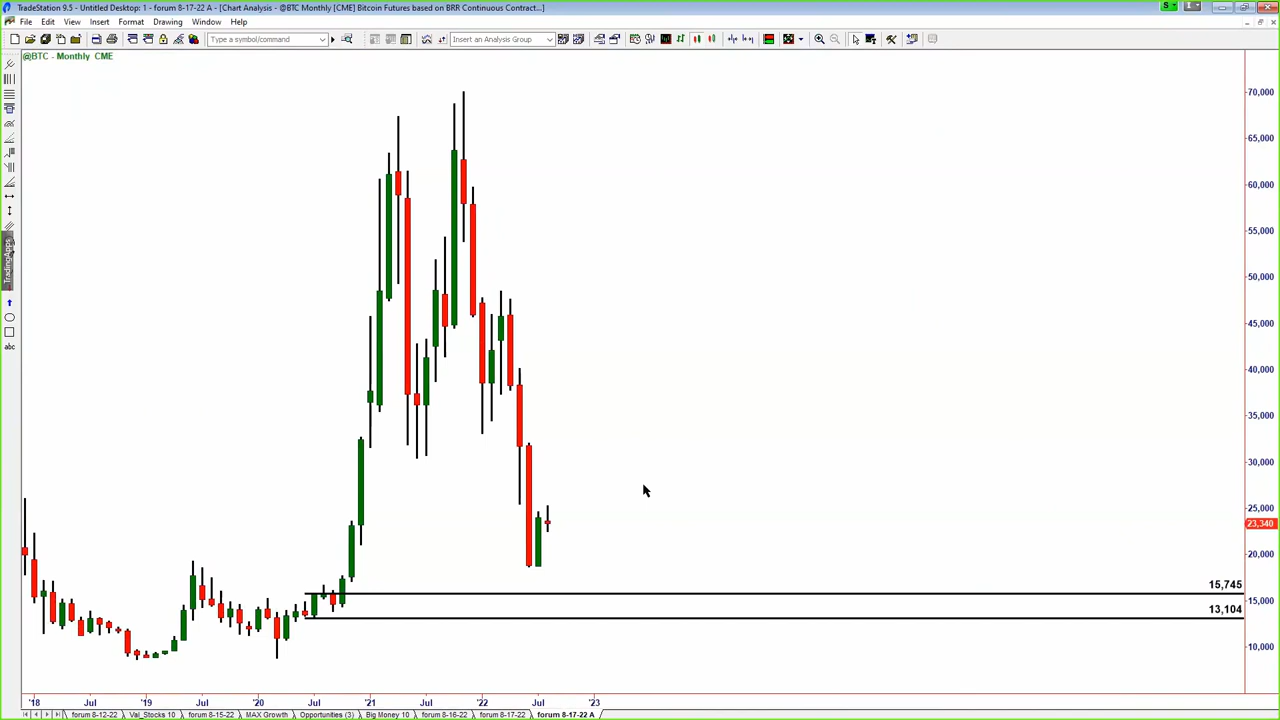 TradeStation 9.5 - Untitled Desktop: 1 - forum 8-17-22 A - [Chart Analysis - @BTC Monthly [CME] Bitcoin Futures based on BRR Continuous Contract...]
File Edit View Insert Format Drawing Window Help
Type a symbol/command
Insert an Analysis Group
@BTC - Monthly CME
70,000
65,000
60,000
55,000
50,000
45,000
40,000
35,000
30,000
25,000
23,340
20,000
15,745
15,000
13,104
10,000
TradingApps
abc
'18 Jul '19 Jul '20 Jul '21 Jul '22 Jul '23
forum 8-12-22 Val_Stocks 10 forum 8-15-22 MAX Growth Opportunities (3) Big Money 10 forum 8-16-22 forum 8-17-22 forum 8-17-22 A